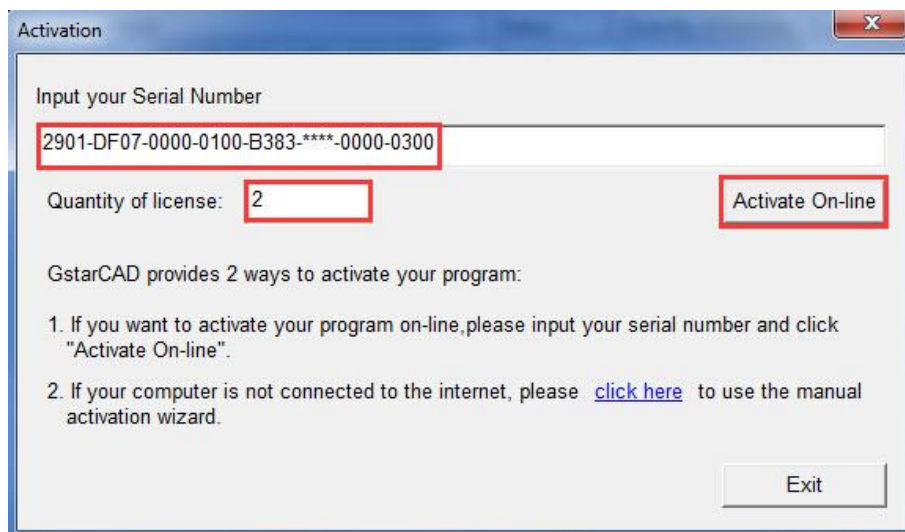 Activation
x
Input your Serial Number
2901-DF07-0000-0100-B383-****-0000-0300
Quantity of license: 2 Activate On-line
GstarCAD provides 2 ways to activate your program:
1. If you want to activate your program on-line,please input your serial number and click
"Activate On-line".
2. If your computer is not connected to the internet, please click here to use the manual
activation wizard.
Exit